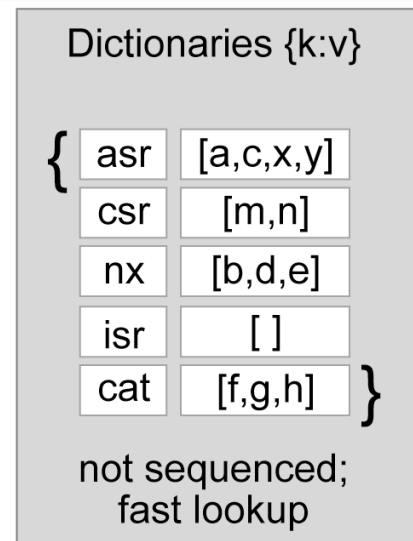 Dictionaries {k:v}
{ asr [a,c,x,y]
csr [m,n]
nx [b,d,e]
isr [ ]
cat [f,g,h] }
not sequenced;
fast lookup